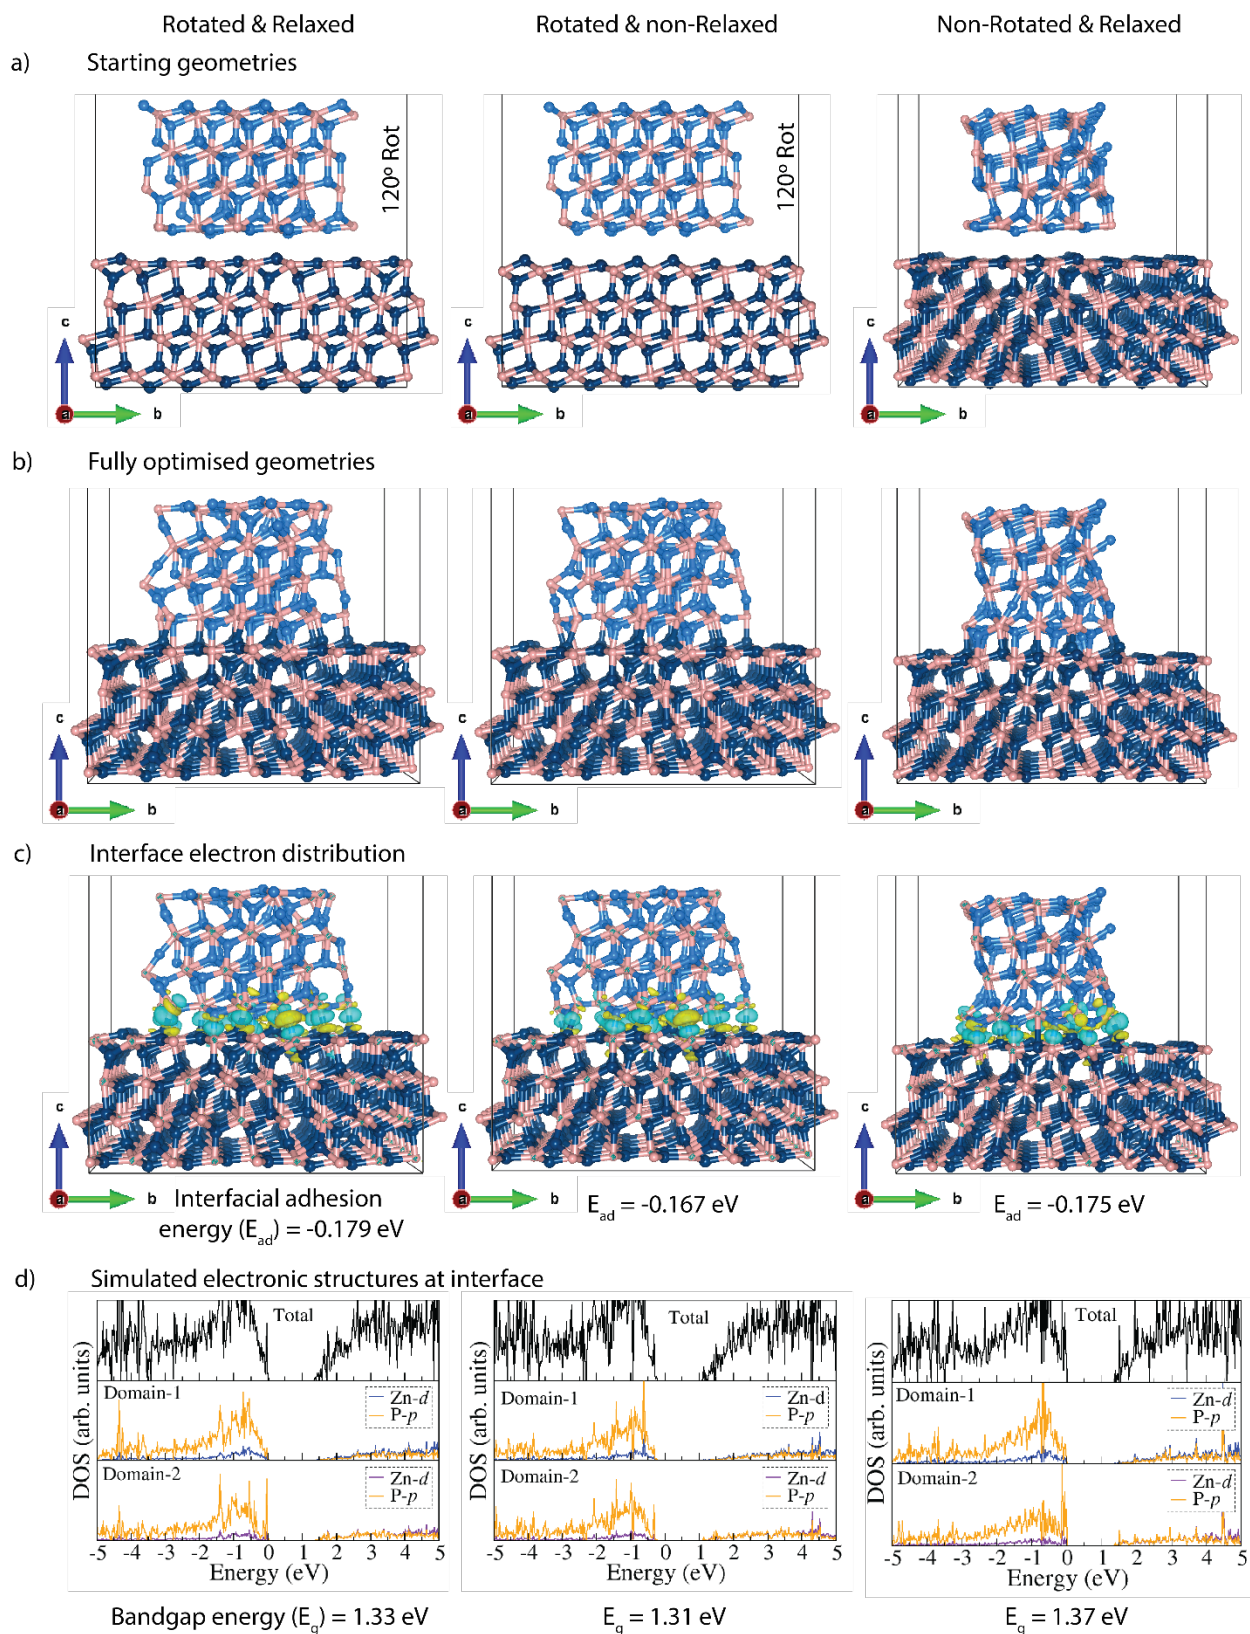 Rotated & Relaxed
Rotated & non-Relaxed
Non-Rotated & Relaxed
a) Starting geometries
120º Rot
120º Rot
c
a
b
c
a
b
c
a
b
b) Fully optimised geometries
c
a
b
c
a
b
c
a
b
c) Interface electron distribution
c
a
b
c
a
b
c
a
b
Interfacial adhesion
energy (Ead) = -0.179 eV
Ead = -0.167 eV
Ead = -0.175 eV
d) Simulated electronic structures at interface
DOS (arb. units)
Total
Domain-1
Zn-d
P-p
Domain-2
Zn-d
P-p
-5 -4 -3 -2 -1 0 1 2 3 4 5
Energy (eV)
DOS (arb. units)
Total
Domain-1
Zn-d
P-p
Domain-2
Zn-d
P-p
-5 -4 -3 -2 -1 0 1 2 3 4 5
Energy (eV)
DOS (arb. units)
Total
Domain-1
Zn-d
P-p
Domain-2
Zn-d
P-p
-5 -4 -3 -2 -1 0 1 2 3 4 5
Energy (eV)
Bandgap energy (Eg) = 1.33 eV
Eg = 1.31 eV
Eg = 1.37 eV